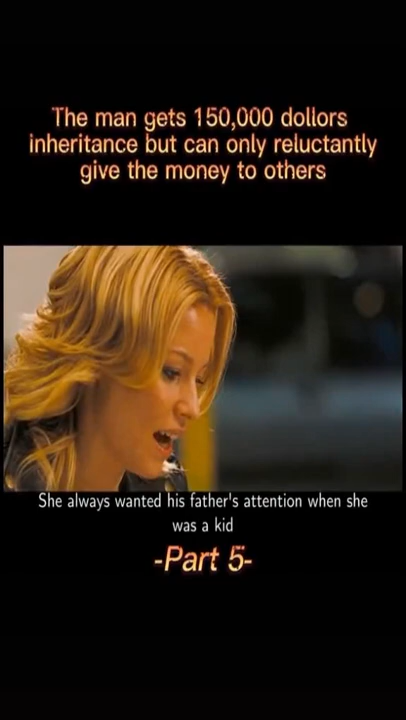 The man gets 150,000 dollors
inheritance but can only reluctantly
give the money to others
She always wanted his father's attention when she
was a kid
-Part 5-